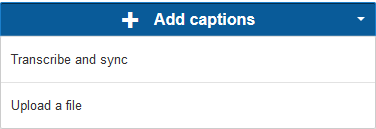 Add captions
Transcribe and sync
Upload a file